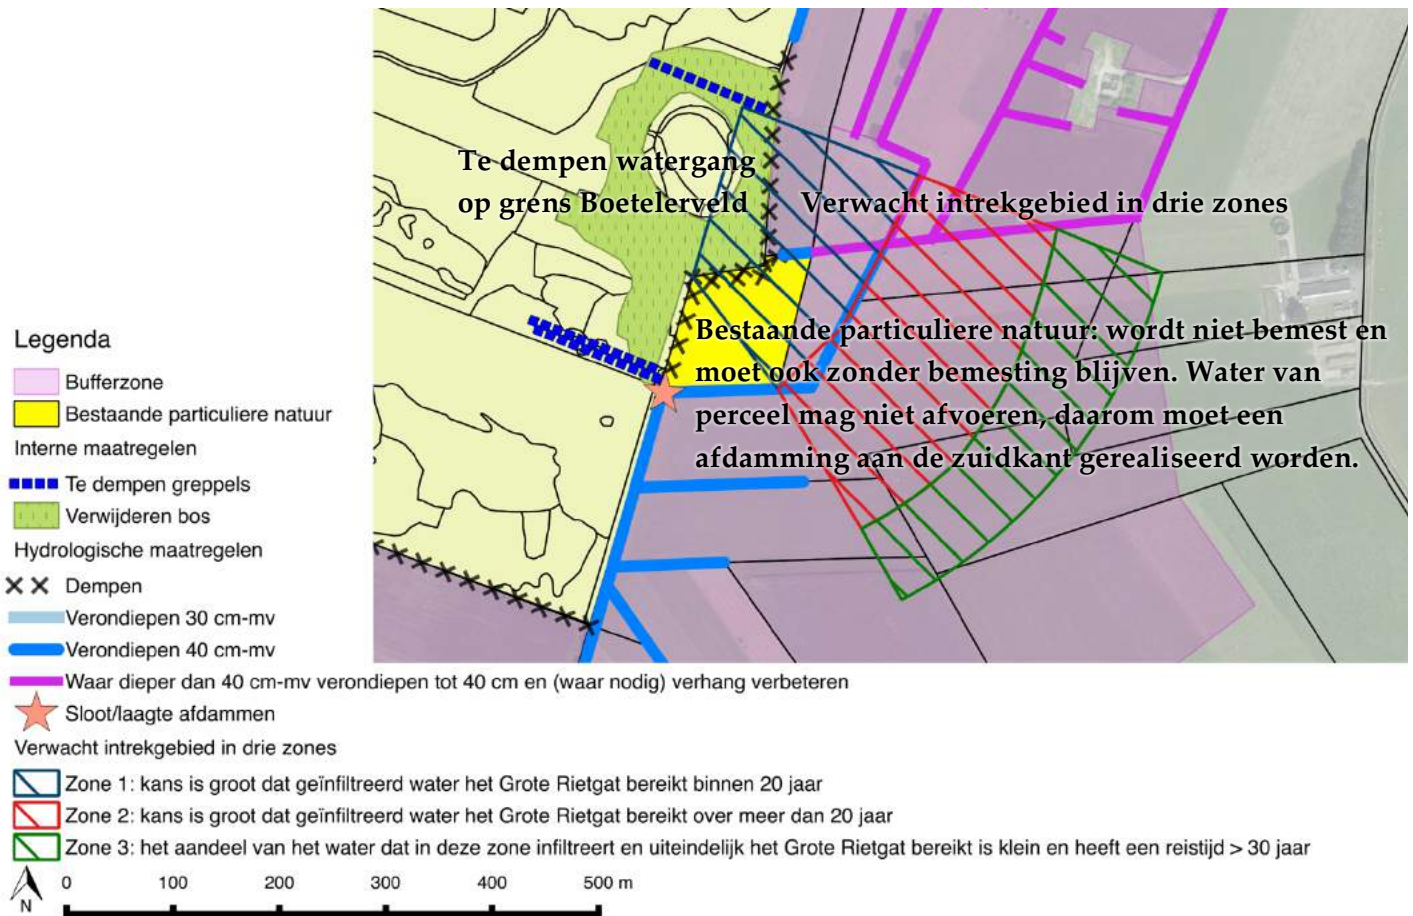 Te dempen watergang
op grens Boetelerveld
Verwacht intrekgebied in drie zones
Bestaande particuliere natuur: wordt niet bemest en
moet ook zonder bemesting blijven. Water van
perceel mag niet afvoeren, daarom moet een
afdamming aan de zuidkant gerealiseerd worden.
Legenda
Bufferzone
Bestaande particuliere natuur
Interne maatregelen
Te dempen greppels
Verwijderen bos
Hydrologische maatregelen
Dempen
Verondiepen 30 cm-mv
Verondiepen 40 cm-mv
Waar dieper dan 40 cm-mv verondiepen tot 40 cm en (waar nodig) verhang verbeteren
Sloot/laagte afdammen
Verwacht intrekgebied in drie zones
Zone 1: kans is groot dat geïnfiltreerd water het Grote Rietgat bereikt binnen 20 jaar
Zone 2: kans is groot dat geïnfiltreerd water het Grote Rietgat bereikt over meer dan 20 jaar
Zone 3: het aandeel van het water dat in deze zone infiltreert en uiteindelijk het Grote Rietgat bereikt is klein en heeft een reistijd > 30 jaar
N 0 100 200 300 400 500 m